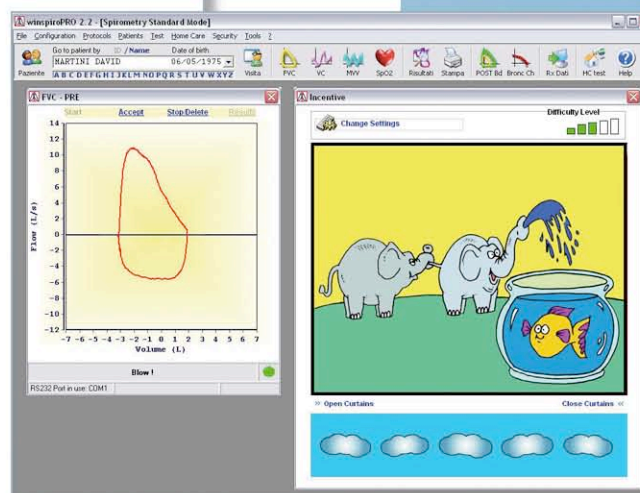 winspiroPRO 2.2 - [Spirometry Standard Mode]
File Configuration Protocols Patients Test Home Care Security Tools ?
Go to patient by ID / Name Date of birth
MARTINI DAVID 06/05/1975
A B C D E F G H I J K L M N O P Q R S T U V W X Y Z
Paziente Visita FVC VC MVV SpO2 Risultati Stampa POST Bd Bronc Ch Rx Dati HC test Help
FVC - PRE
Start Accept Stop/Delete Results
14
12
10
8
6
4
2
0
-2
-4
-6
-8
-10
-12
Flow (L/s)
-7 -6 -5 -4 -3 -2 -1 0 1 2 3 4 5 6 7
Volume (L)
Blow !
RS232 Port in use: COM1
Incentive
Change Settings
Difficulty Level
>> Open Curtains Close Curtains <<